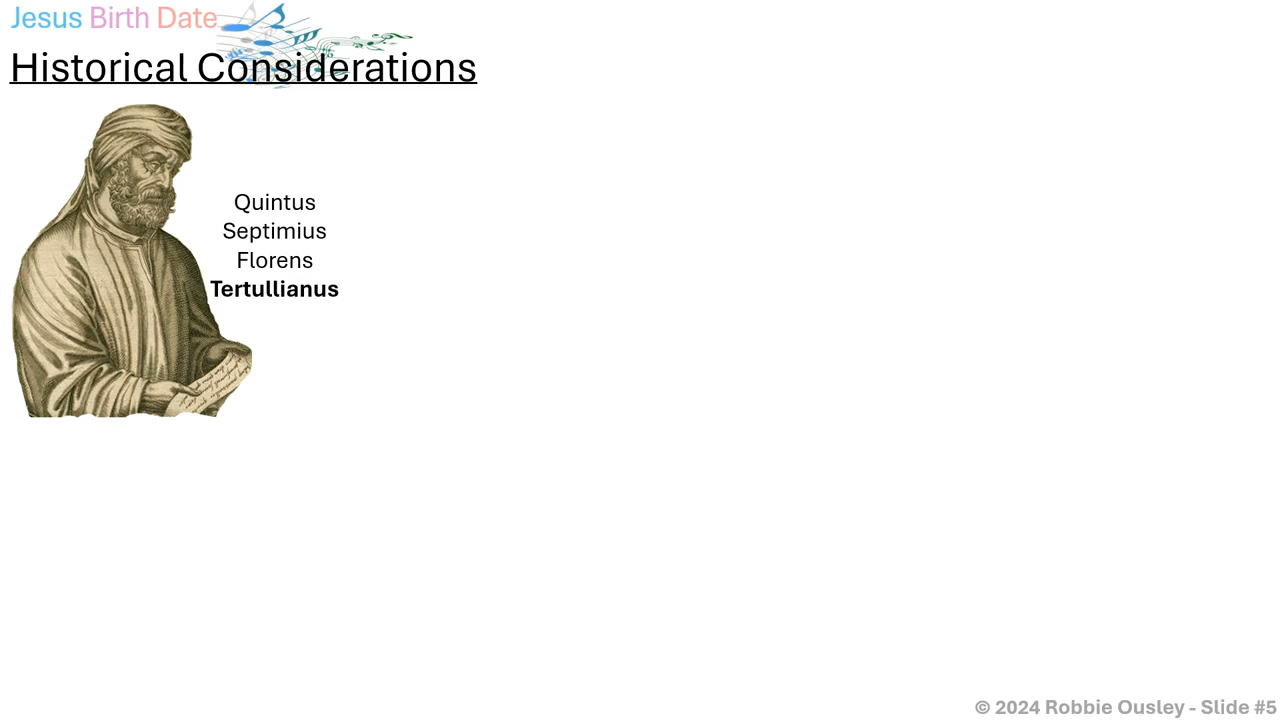 Jesus Birth Date
Historical Considerations
Quintus
Septimius
Florens
Tertullianus
© 2024 Robbie Ousley - Slide #5